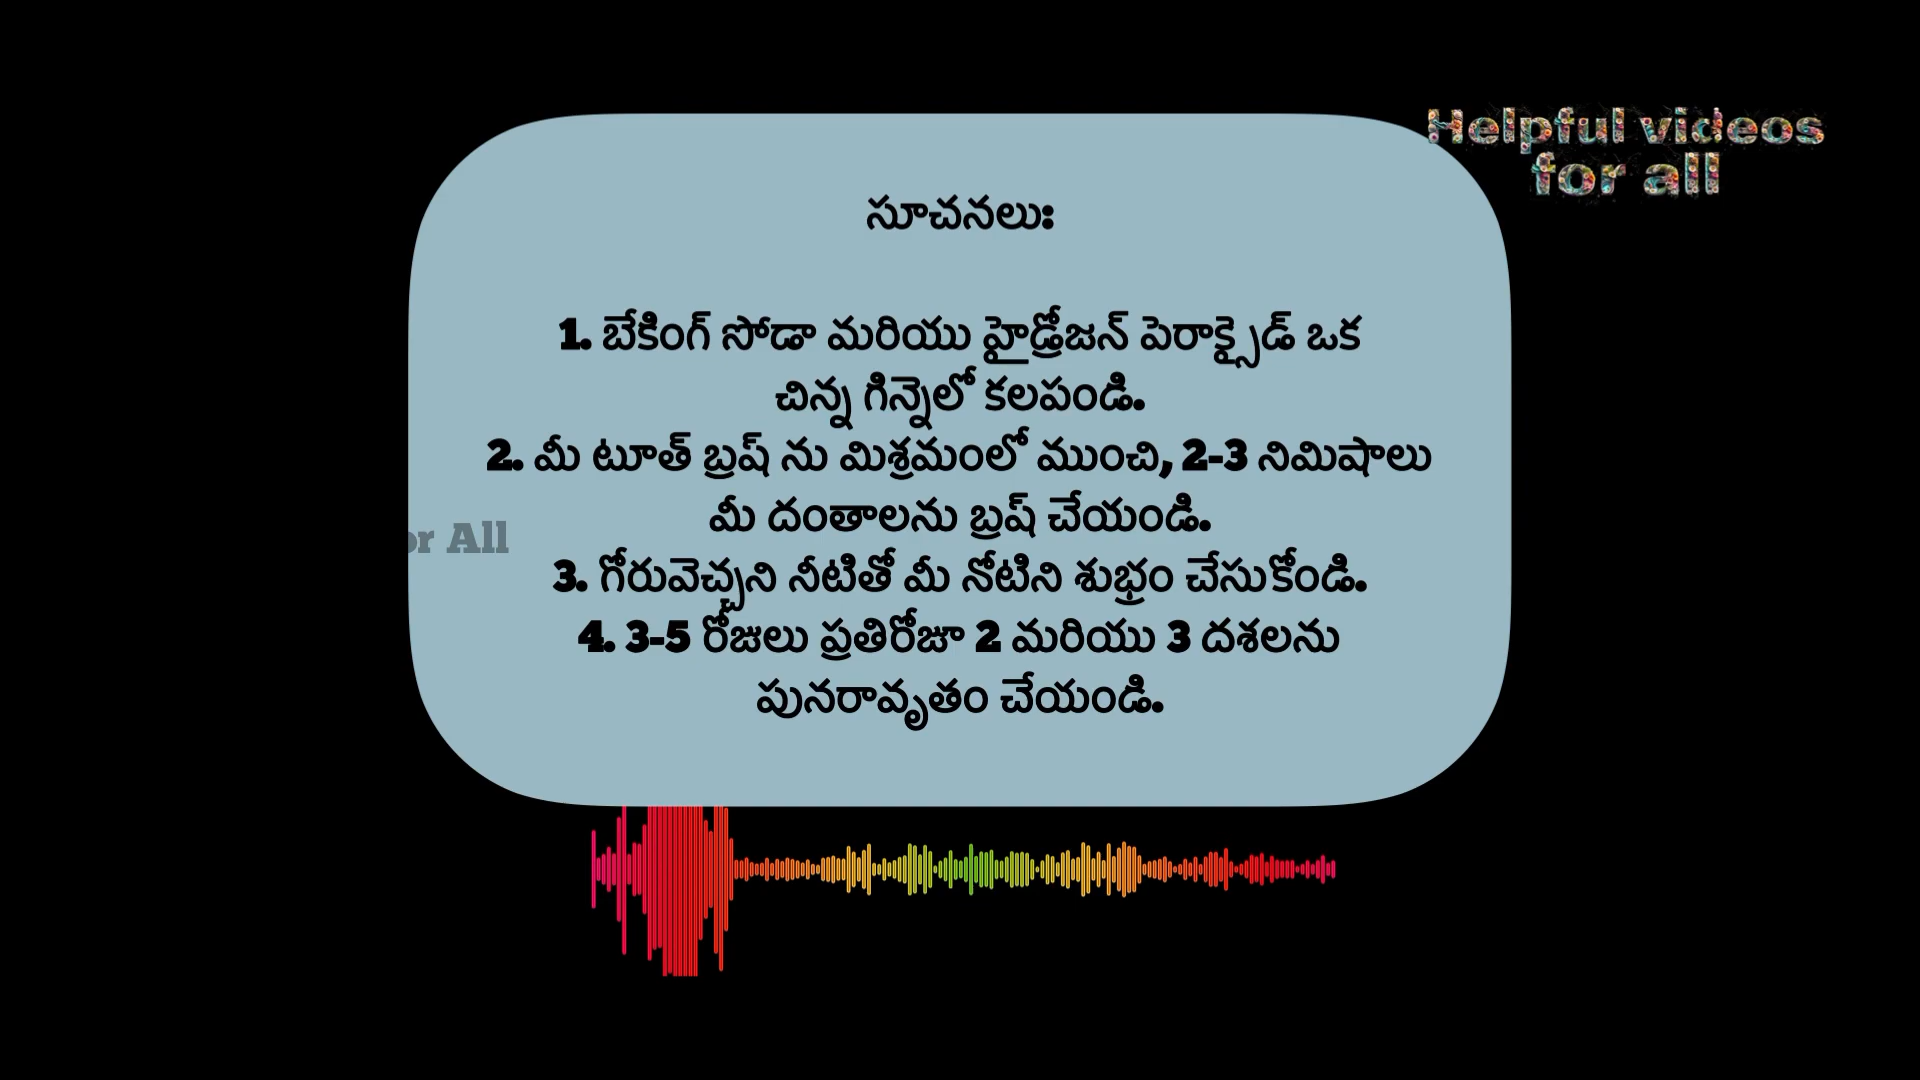 Helpful videos
for all
సూచనలుః
1. బేకింగ్ సోడా మరియు హైడ్రోజన్ పెరాక్సైడ్ ఒక
చిన్న గిన్నెలో కలపండి.
2. మీ టూత్ బ్రష్ ను మిశ్రమంలో ముంచి, 2-3 నిమిషాలు
మీ దంతాలను బ్రష్ చేయండి.
or All
3. గోరువెచ్చని నీటితో మీ నోటిని శుభ్రం చేసుకోండి.
4. 3-5 రోజులు ప్రతిరోజూ 2 మరియు 3 దశలను
పునరావృతం చేయండి.